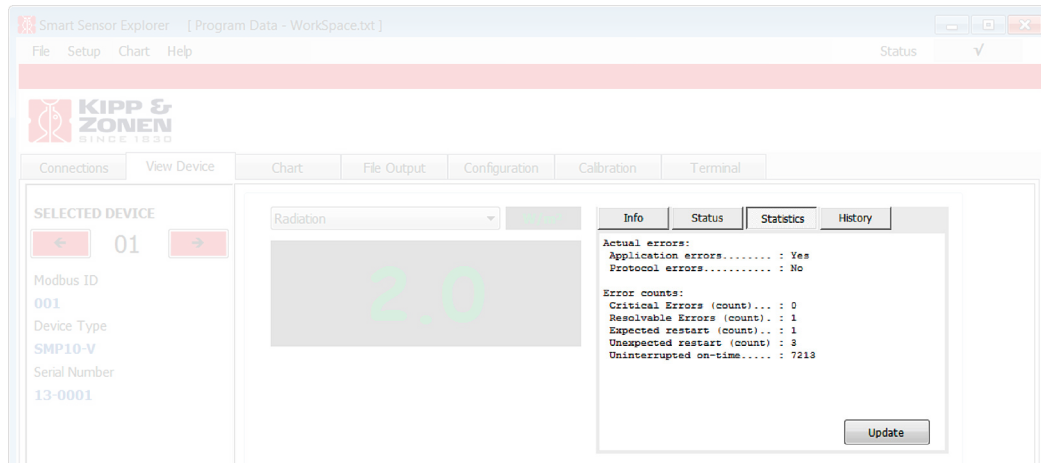 Smart Sensor Explorer [ Program Data - WorkSpace.txt ]
File Setup Chart Help Status √
KIPP &
ZONEN
SINCE 1830
Connections View Device Chart File Output Configuration Calibration Terminal
SELECTED DEVICE
01
Modbus ID
001
Device Type
SMP10-V
Serial Number
13-0001
Radiation
2.0
Info Status Statistics History
Actual errors:
Application errors........ : Yes
Protocol errors........... : No
Error counts:
Critical Errors (count)... : 0
Resolvable Errors (count). : 1
Expected restart (count).. : 1
Unexpected restart (count) : 3
Uninterrupted on-time..... : 7213
Update